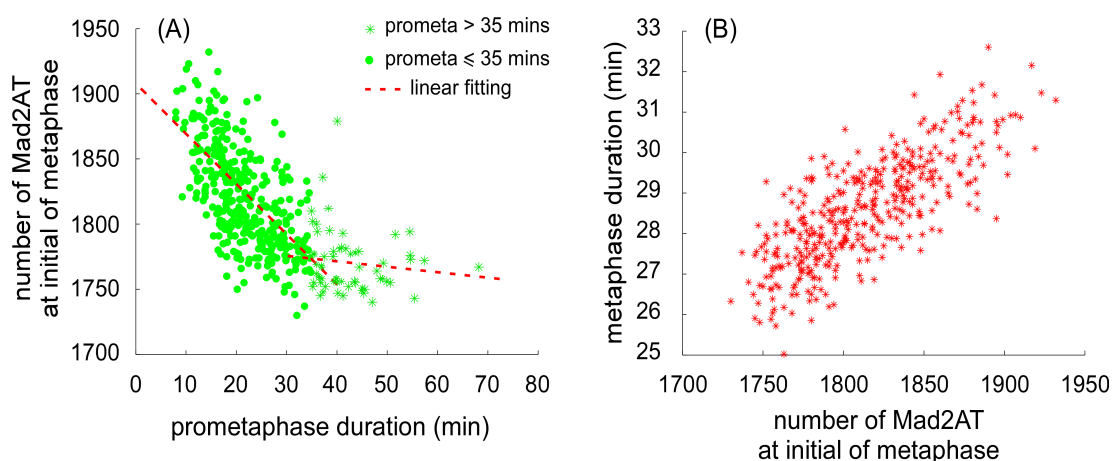 (A)
prometa > 35 mins
prometa ⩽ 35 mins
linear fitting
number of Mad2AT
at initial of metaphase
1950
1900
1850
1800
1750
1700
0 10 20 30 40 50 60 70 80
prometaphase duration (min)
(B)
metaphase duration (min)
33
32
31
30
29
28
27
26
25
1700 1750 1800 1850 1900 1950
number of Mad2AT
at initial of metaphase